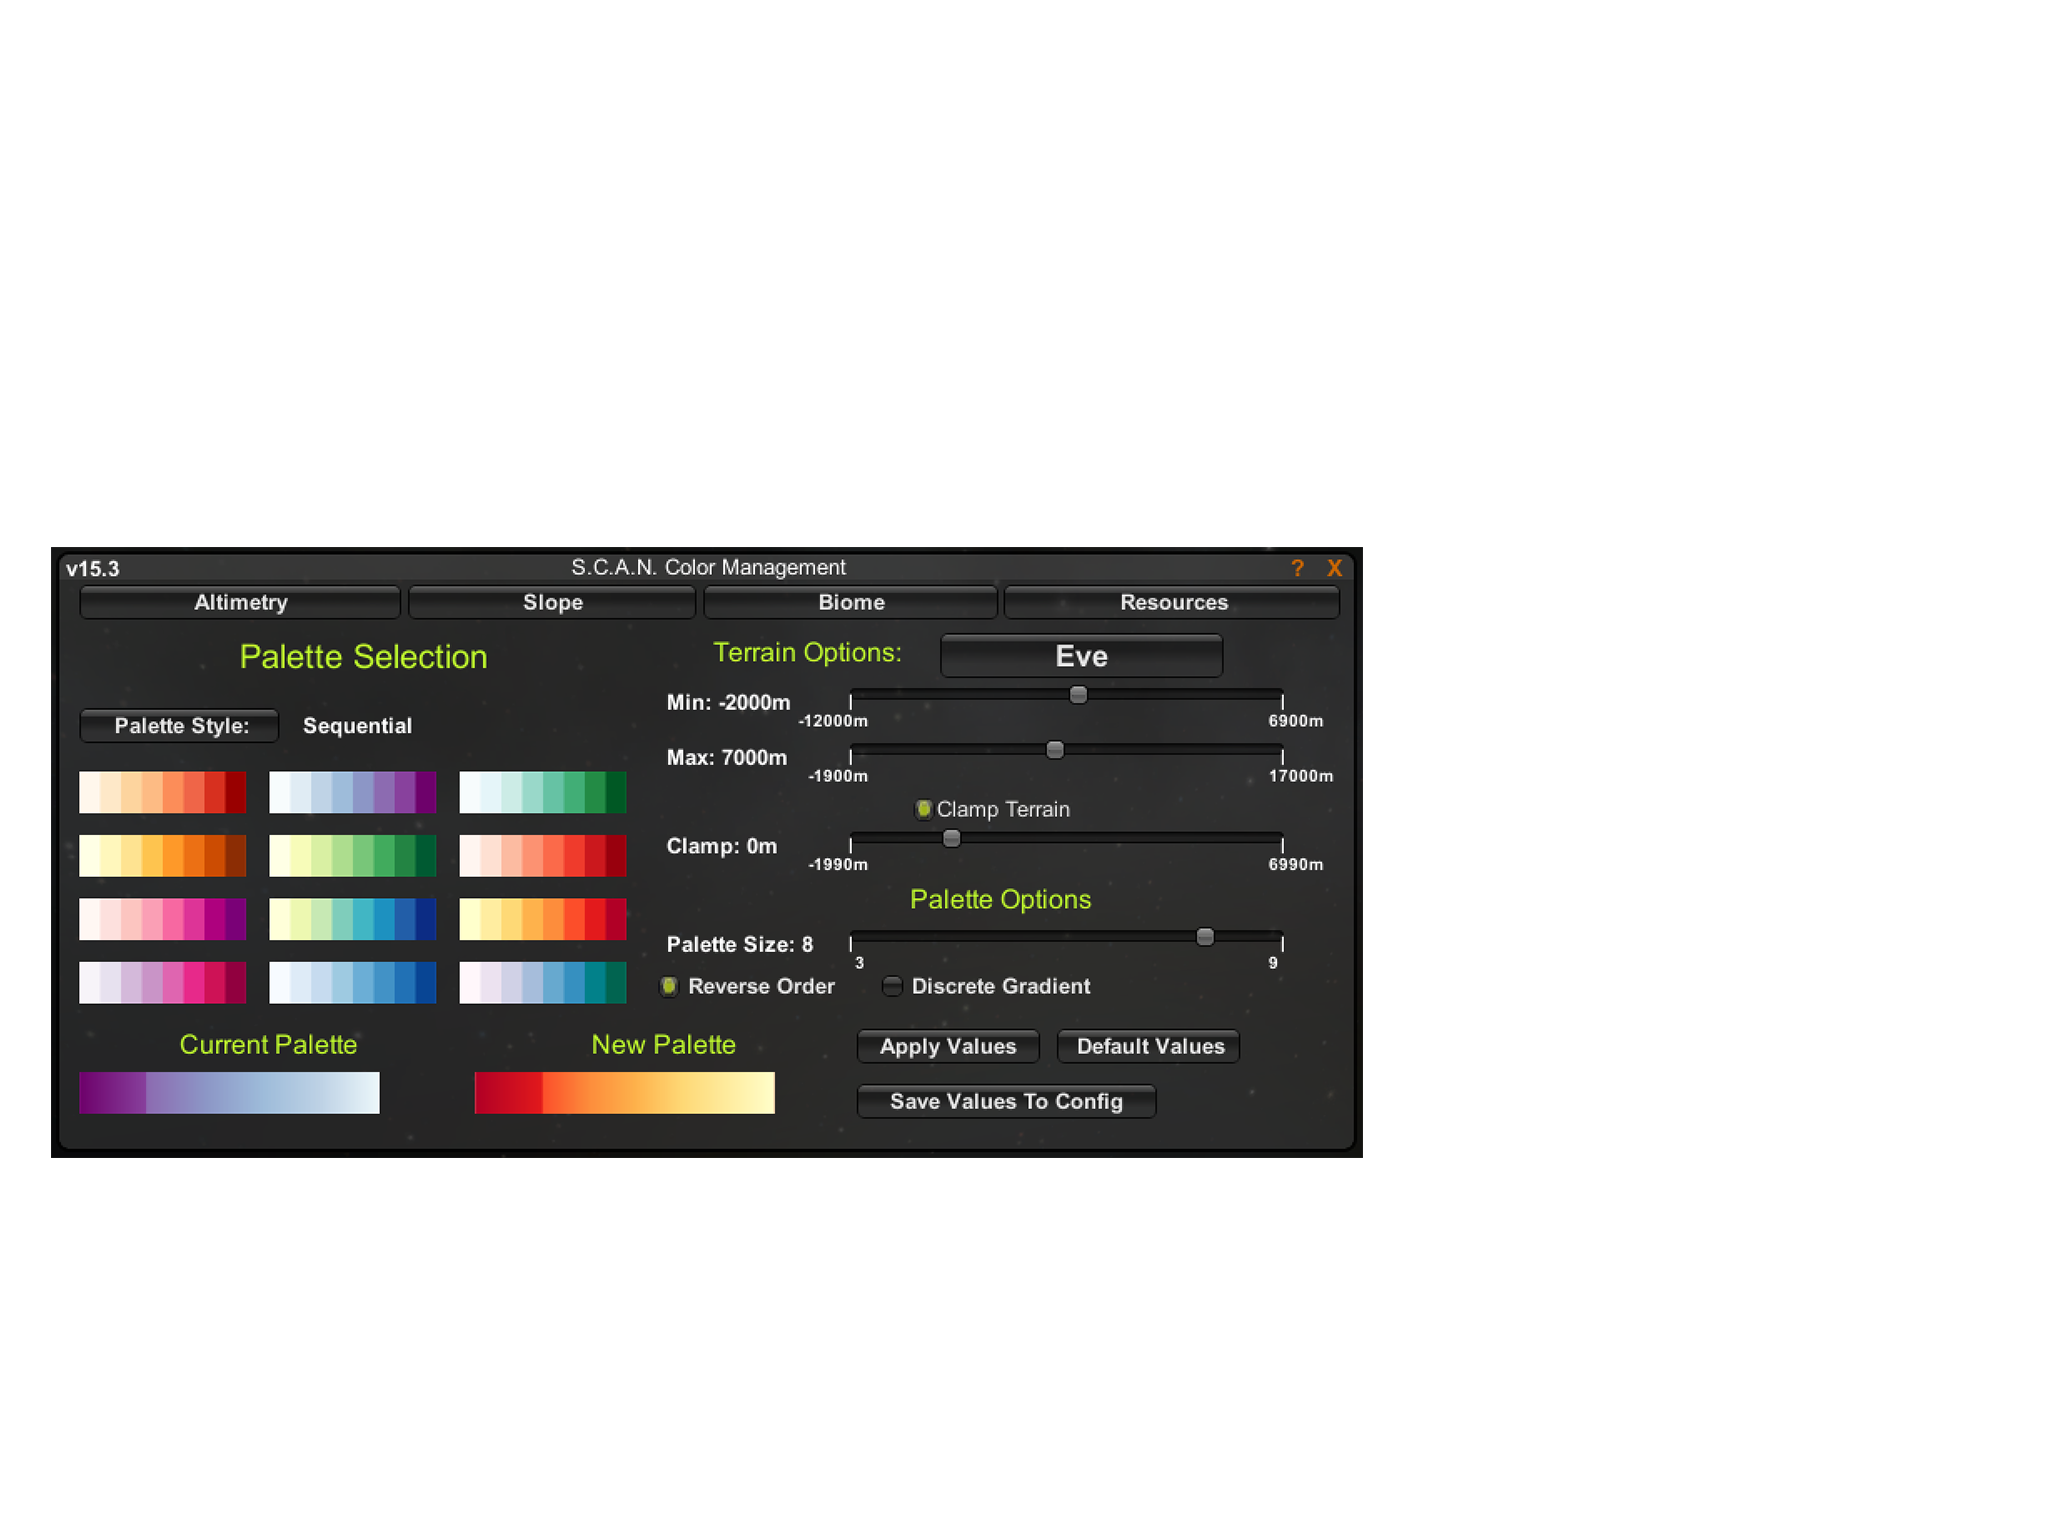 v15.3 S.C.A.N. Color Management ? X
Altimetry Slope Biome Resources
Palette Selection
Palette Style: Sequential
Current Palette
New Palette
Terrain Options: Eve
Min: -2000m
-12000m 6900m
Max: 7000m
-1900m 17000m
Clamp Terrain
Clamp: 0m
-1990m 6990m
Palette Options
Palette Size: 8
3 9
Reverse Order Discrete Gradient
Apply Values Default Values
Save Values To Config